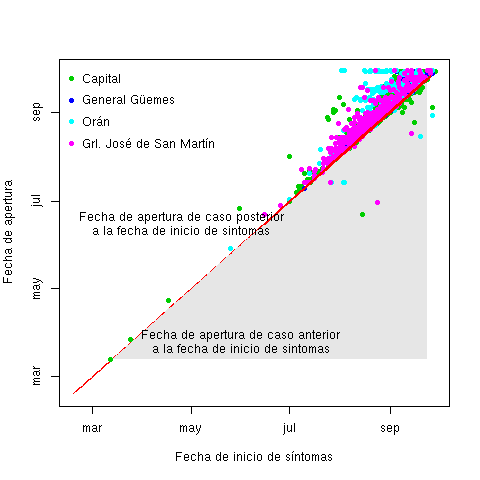 Capital
General Güemes
Orán
Grl. José de San Martín
Fecha de apertura de caso posterior
a la fecha de inicio de sintomas
Fecha de apertura de caso anterior
a la fecha de inicio de sintomas
Fecha de apertura
sep
jul
may
mar
mar
may
jul
sep
Fecha de inicio de síntomas